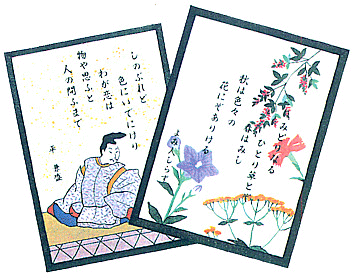 しのぶれど
色にいでにけり
わが恋は
物や思ふと
人の問ふまで
平 兼盛
みどりなる
ひとつ草とぞ
春はみし
秋は色々の
花にぞありける
よみ人しらず